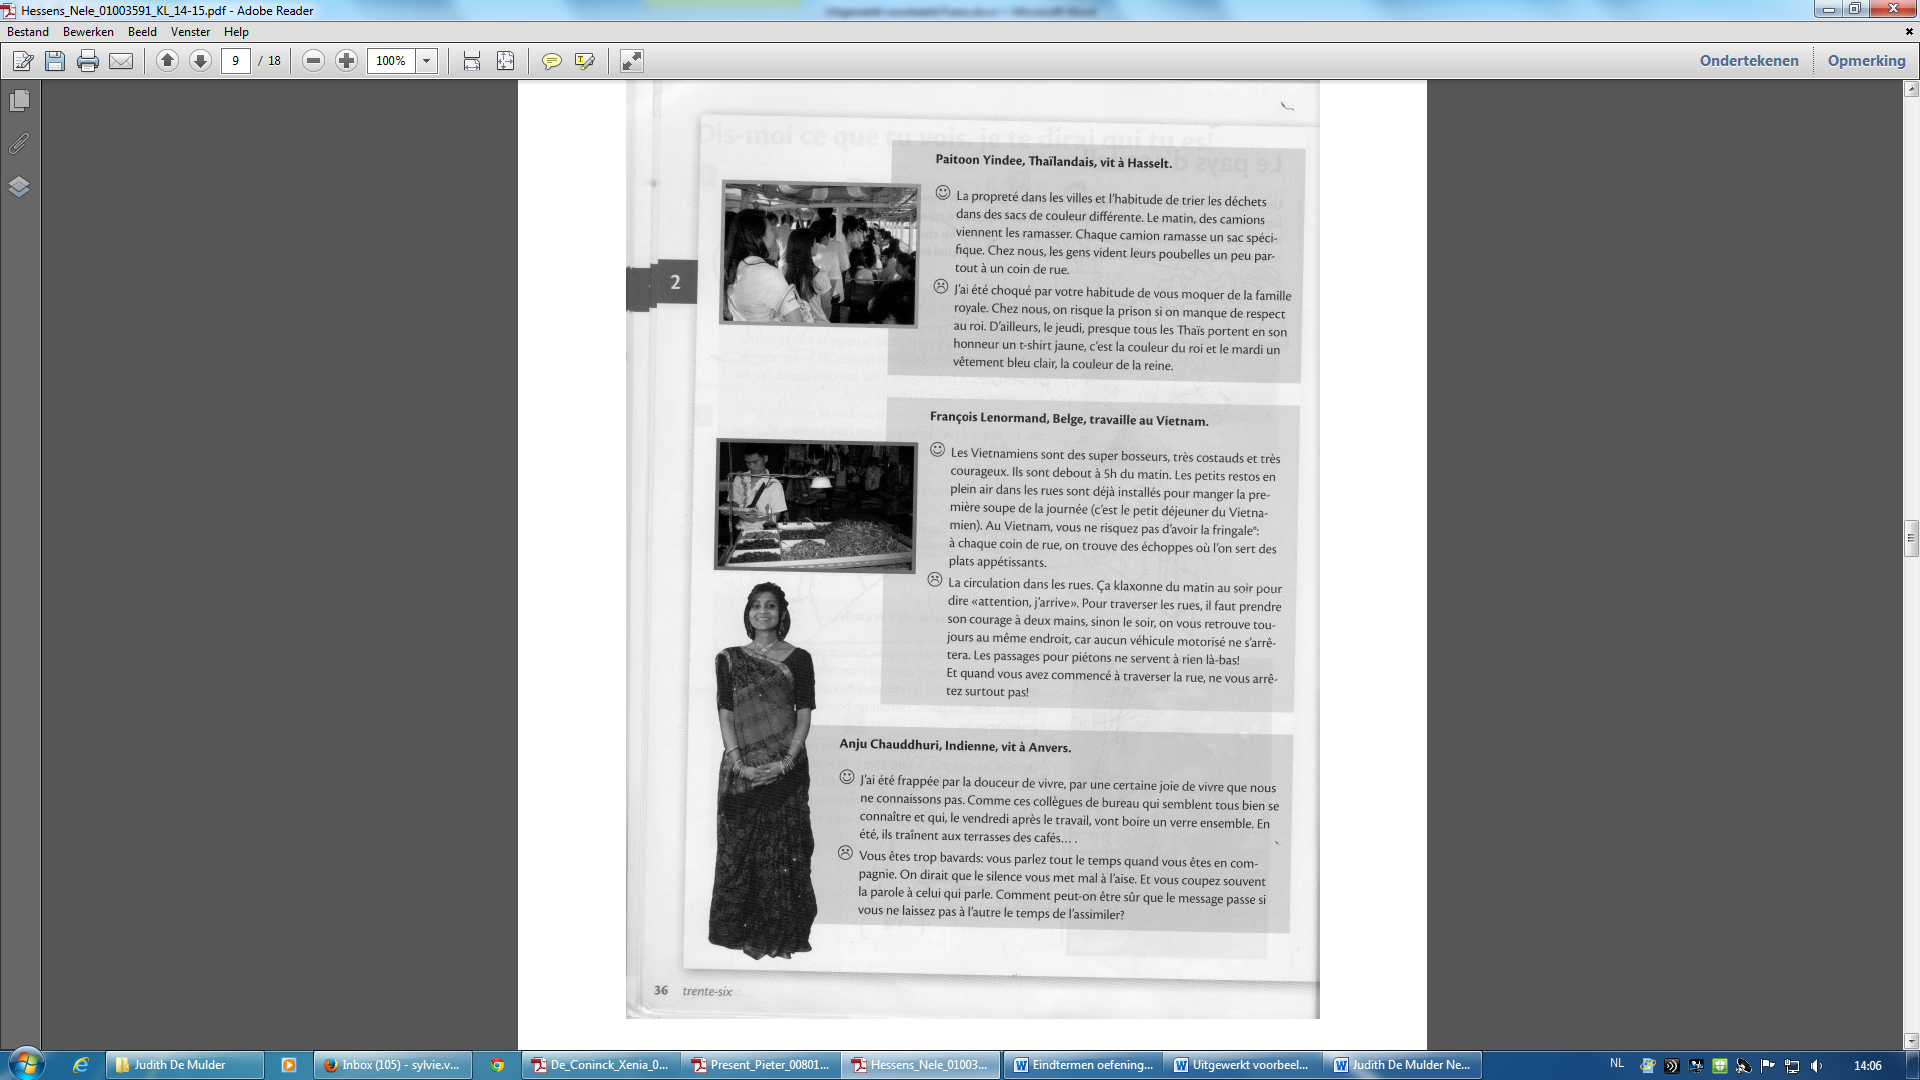 Hessens_Nele_01003591_KL_14-15.pdf - Adobe Reader
Bestand Bewerken Beeld Venster Help
9 / 18 100% Ondertekenen Opmerking
Dis-moi ce que tu vois, je te dirai qui tu es!
Paitoon Yindee, Thaïlandais, vit à Hasselt.
La propreté dans les villes et l'habitude de trier les déchets
dans des sacs de couleur différente. Le matin, des camions
viennent les ramasser. Chaque camion ramasse un sac spéci-
fique. Chez nous, les gens vident leurs poubelles un peu par-
tout à un coin de rue.
2
J'ai été choqué par votre habitude de vous moquer de la famille
royale. Chez nous, on risque la prison si on manque de respect
au roi. D'ailleurs, le jeudi, presque tous les Thaïs portent en son
honneur un t-shirt jaune, c'est la couleur du roi et le mardi un
vêtement bleu clair, la couleur de la reine.
François Lenormand, Belge, travaille au Vietnam.
Les Vietnamiens sont des super bosseurs, très costauds et très
courageux. Ils sont debout à 5h du matin. Les petits restos en
plein air dans les rues sont déjà installés pour manger la pre-
mière soupe de la journée (c'est le petit déjeuner du Vietna-
mien). Au Vietnam, vous ne risquez pas d'avoir la fringale*:
à chaque coin de rue, on trouve des échoppes où l'on sert des
plats appétissants.
La circulation dans les rues. Ça klaxonne du matin au soir pour
dire «attention, j'arrive». Pour traverser les rues, il faut prendre
son courage à deux mains, sinon le soir, on vous retrouve tou-
jours au même endroit, car aucun véhicule motorisé ne s'arrê-
tera. Les passages pour piétons ne servent à rien là-bas!
Et quand vous avez commencé à traverser la rue, ne vous arrê-
tez surtout pas!
Anju Chauddhuri, Indienne, vit à Anvers.
J'ai été frappée par la douceur de vivre, par une certaine joie de vivre que nous
ne connaissons pas. Comme ces collègues de bureau qui semblent tous bien se
connaître et qui, le vendredi après le travail, vont boire un verre ensemble. En
été, ils traînent aux terrasses des cafés... .
Vous êtes trop bavards: vous parlez tout le temps quand vous êtes en com-
pagnie. On dirait que le silence vous met mal à l'aise. Et vous coupez souvent
la parole à celui qui parle. Comment peut-on être sûr que le message passe si
vous ne laissez pas à l'autre le temps de l'assimiler?
36 trente-six
Judith De Mulder Inbox (105) - sylvie.v... De_Coninck_Xenia_0... Present_Pieter_00801... Hessens_Nele_01003... Eindtermen oefening... Uitgewerkt voorbeel... Judith De Mulder Ne... NL 14:06